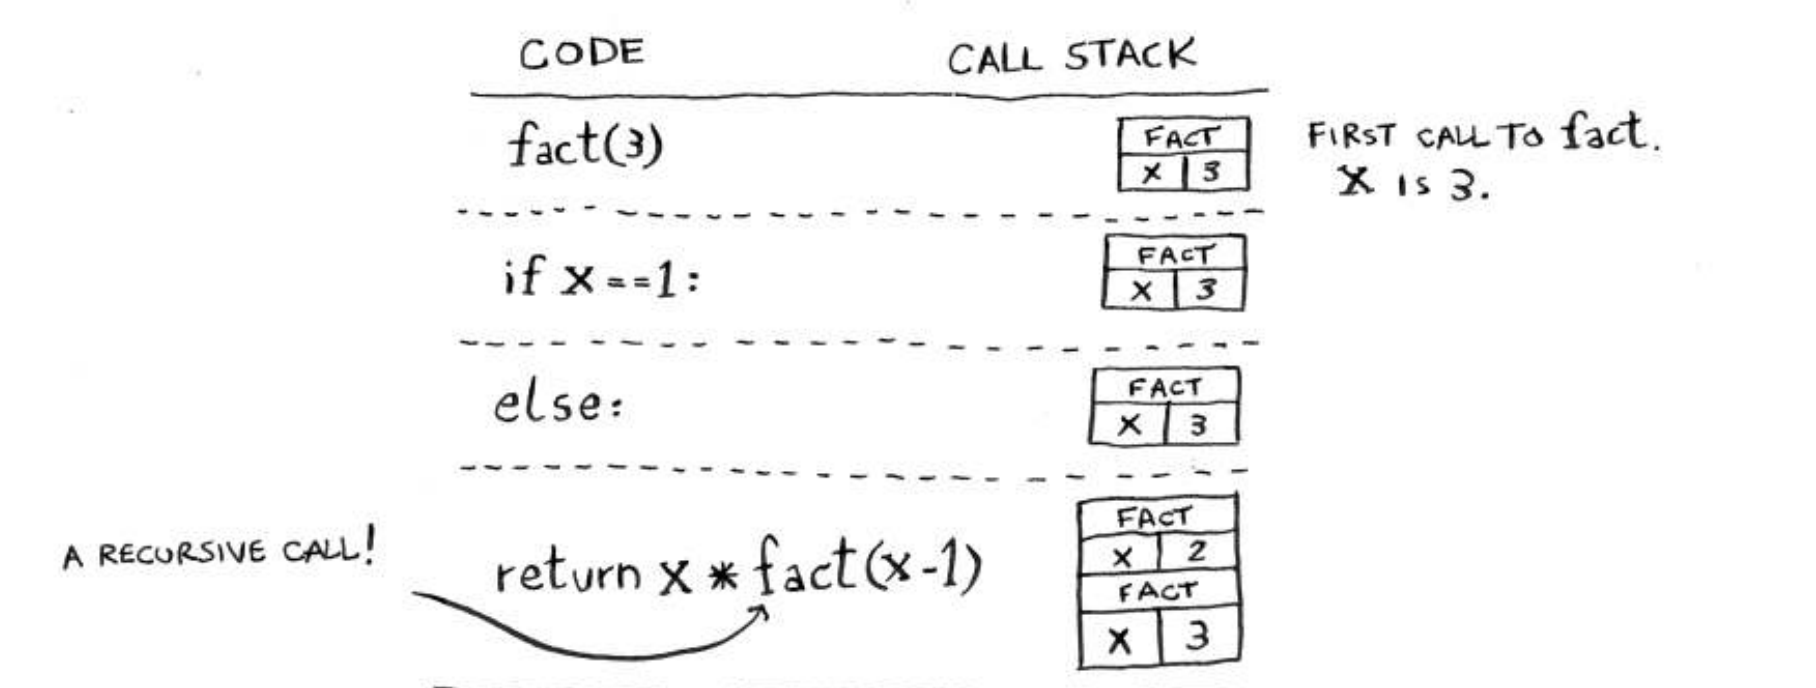 CODE CALL STACK
fact(3)
FACT
x 3
FIRST CALL TO fact.
x is 3.
if x==1:
FACT
x 3
else:
FACT
x 3
A RECURSIVE CALL!
return x * fact(x-1)
FACT
x 2
FACT
x 3